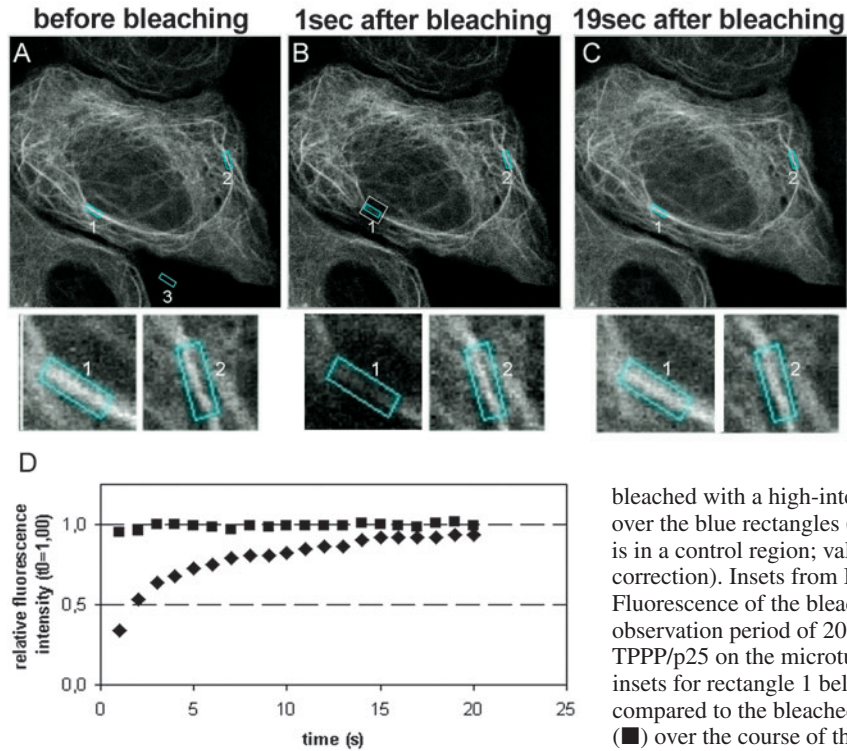 before bleaching
1sec after bleaching
19sec after bleaching
A
1
2
3
B
1
2
C
1
2
1
2
1
2
1
2
D
relative fluorescence
intensity (t0=1,00)
1,0
0,5
0,0
0
5
10
15
20
25
time (s)
bleached with a high-inte
over the blue rectangles (
is in a control region; val
correction). Insets from
Fluorescence of the bleac
observation period of 20
TPPP/p25 on the microtu
insets for rectangle 1 bel
compared to the bleached
(■) over the course of th